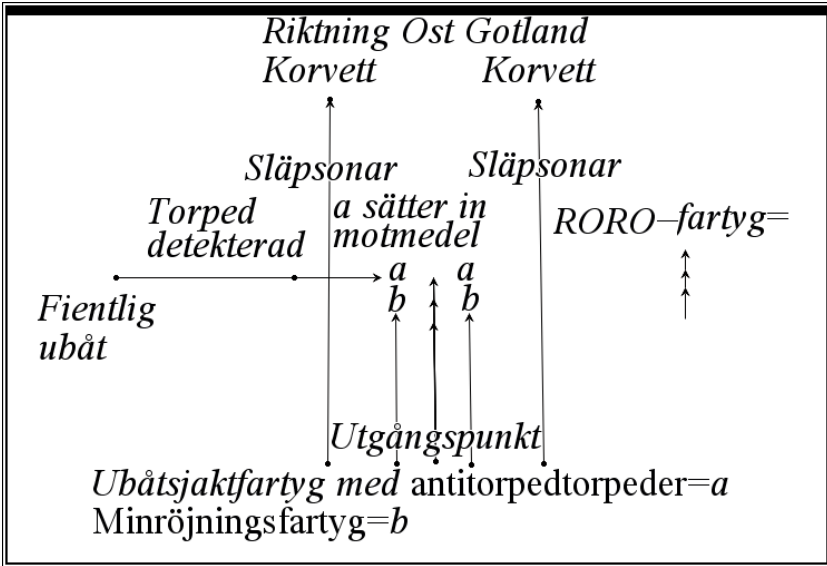 Riktning Ost Gotland
Korvett Korvett
Släpsonar Släpsonar
Torped
detekterad
a sätter in
motmedel
RORO–fartyg=
a a
b b
Fientlig
ubåt
Utgångspunkt
Ubåtsjaktfartyg med antitorpedtorpeder=a
Minröjningsfartyg=b